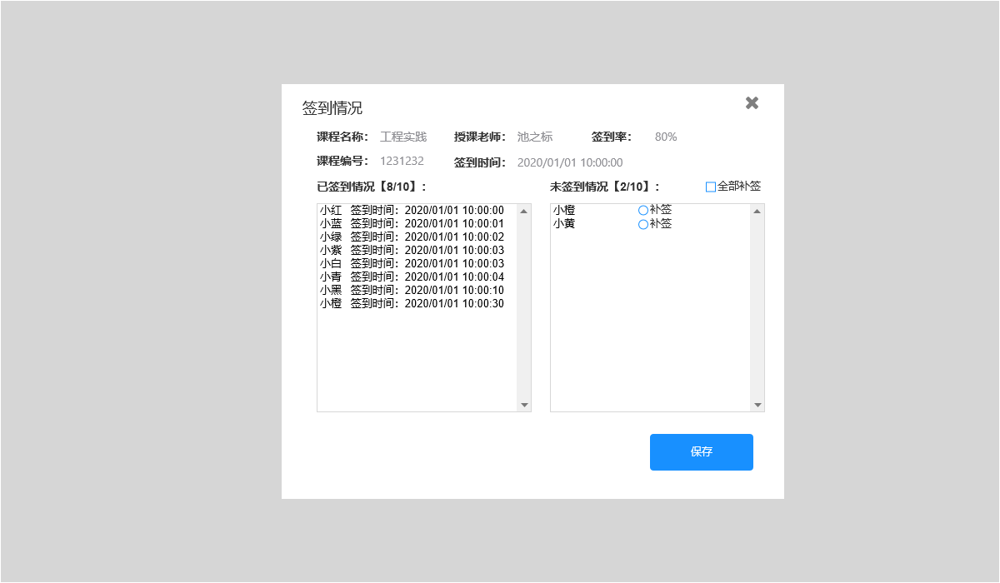 签到情况
课程名称： 工程实践 授课老师： 池之标 签到率： 80%
课程编号： 1231232 签到时间： 2020/01/01 10:00:00
已签到情况【8/10】：
小红 签到时间：2020/01/01 10:00:00
小蓝 签到时间：2020/01/01 10:00:01
小绿 签到时间：2020/01/01 10:00:02
小紫 签到时间：2020/01/01 10:00:03
小白 签到时间：2020/01/01 10:00:03
小青 签到时间：2020/01/01 10:00:04
小黑 签到时间：2020/01/01 10:00:10
小橙 签到时间：2020/01/01 10:00:30
未签到情况【2/10】： 全部补签
小橙 补签
小黄 补签
保存